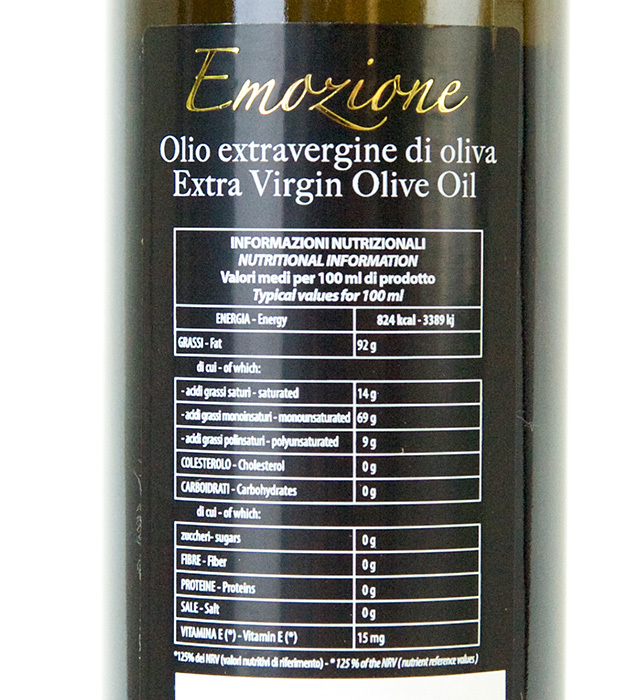 Emozione
Olio extravergine di oliva
Extra Virgin Olive Oil
INFORMAZIONI NUTRIZIONALI
NUTRITIONAL INFORMATION
Valori medi per 100 ml di prodotto
Typical values for 100 ml
ENERGIA - Energy 824 kcal - 3389 kj
GRASSI - Fat 92 g
di cui - of which:
- acidi grassi saturi - saturated 14 g
- acidi grassi monoinsaturi - monounsaturated 69 g
- acidi grassi polinsaturi - polyunsaturated 9 g
COLESTEROLO - Cholesterol 0 g
CARBOIDRATI - Carbohydrates 0 g
di cui - of which:
zuccheri- sugars 0 g
FIBRE - Fiber 0 g
PROTEINE - Proteins 0 g
SALE - Salt 0 g
VITAMINA E (*) - Vitamin E (*) 15 mg
*125% dei NRV (valori nutritivi di riferimento) - * 125 % of the NRV ( nutrient reference values )